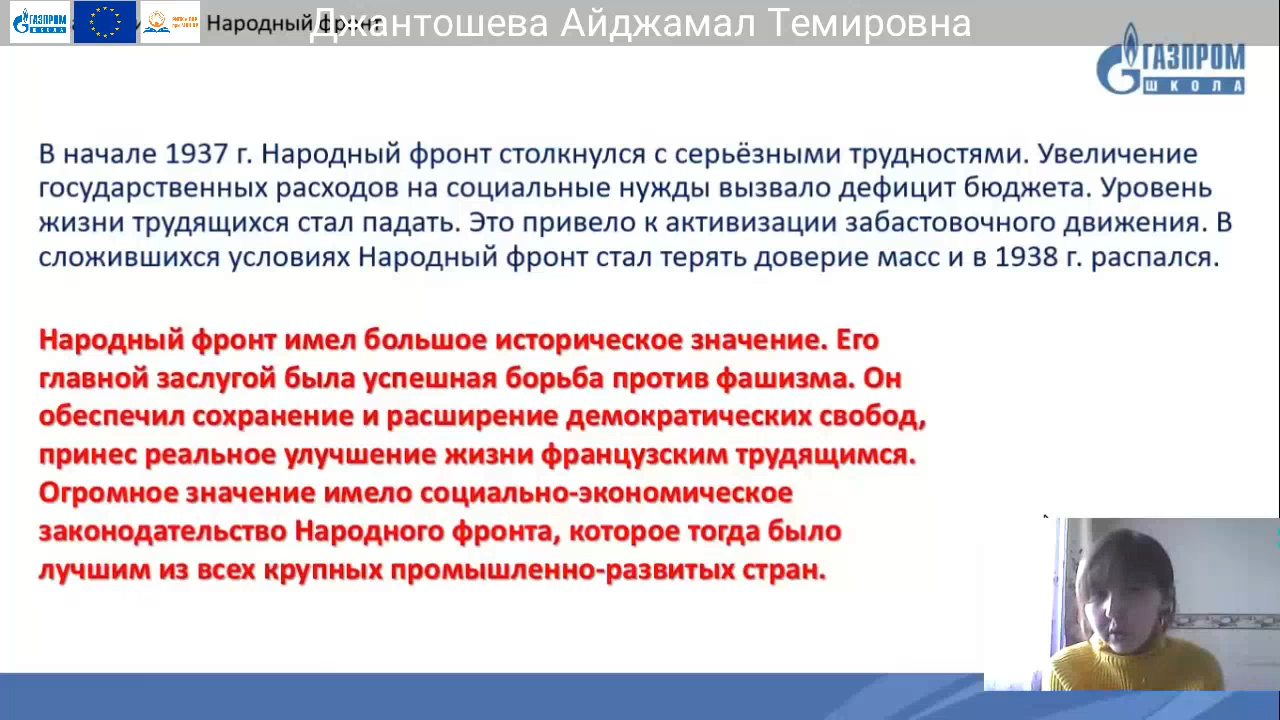 ГАЗПРОМ
ШКОЛА
Народный фронт
Джантошева Айджамал Темировна
ГАЗПРОМ
ШКОЛА
В начале 1937 г. Народный фронт столкнулся с серьёзными трудностями. Увеличение
государственных расходов на социальные нужды вызвало дефицит бюджета. Уровень
жизни трудящихся стал падать. Это привело к активизации забастовочного движения. В
сложившихся условиях Народный фронт стал терять доверие масс и в 1938 г. распался.
Народный фронт имел большое историческое значение. Его
главной заслугой была успешная борьба против фашизма. Он
обеспечил сохранение и расширение демократических свобод,
принес реальное улучшение жизни французским трудящимся.
Огромное значение имело социально-экономическое
законодательство Народного фронта, которое тогда было
лучшим из всех крупных промышленно-развитых стран.